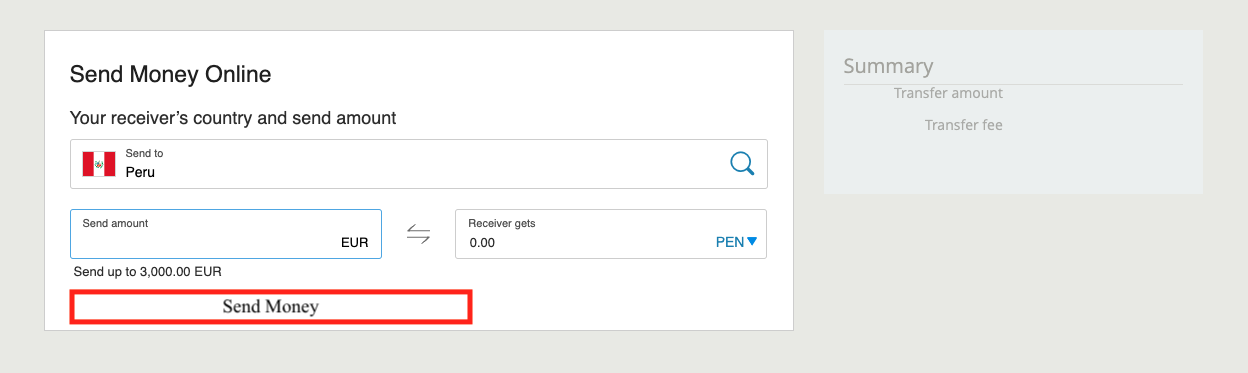 Send Money Online
Your receiver's country and send amount
Send to
Peru
Send amount
EUR
Receiver gets
0.00 PEN
Send up to 3,000.00 EUR
Send Money
Summary
Transfer amount
Transfer fee